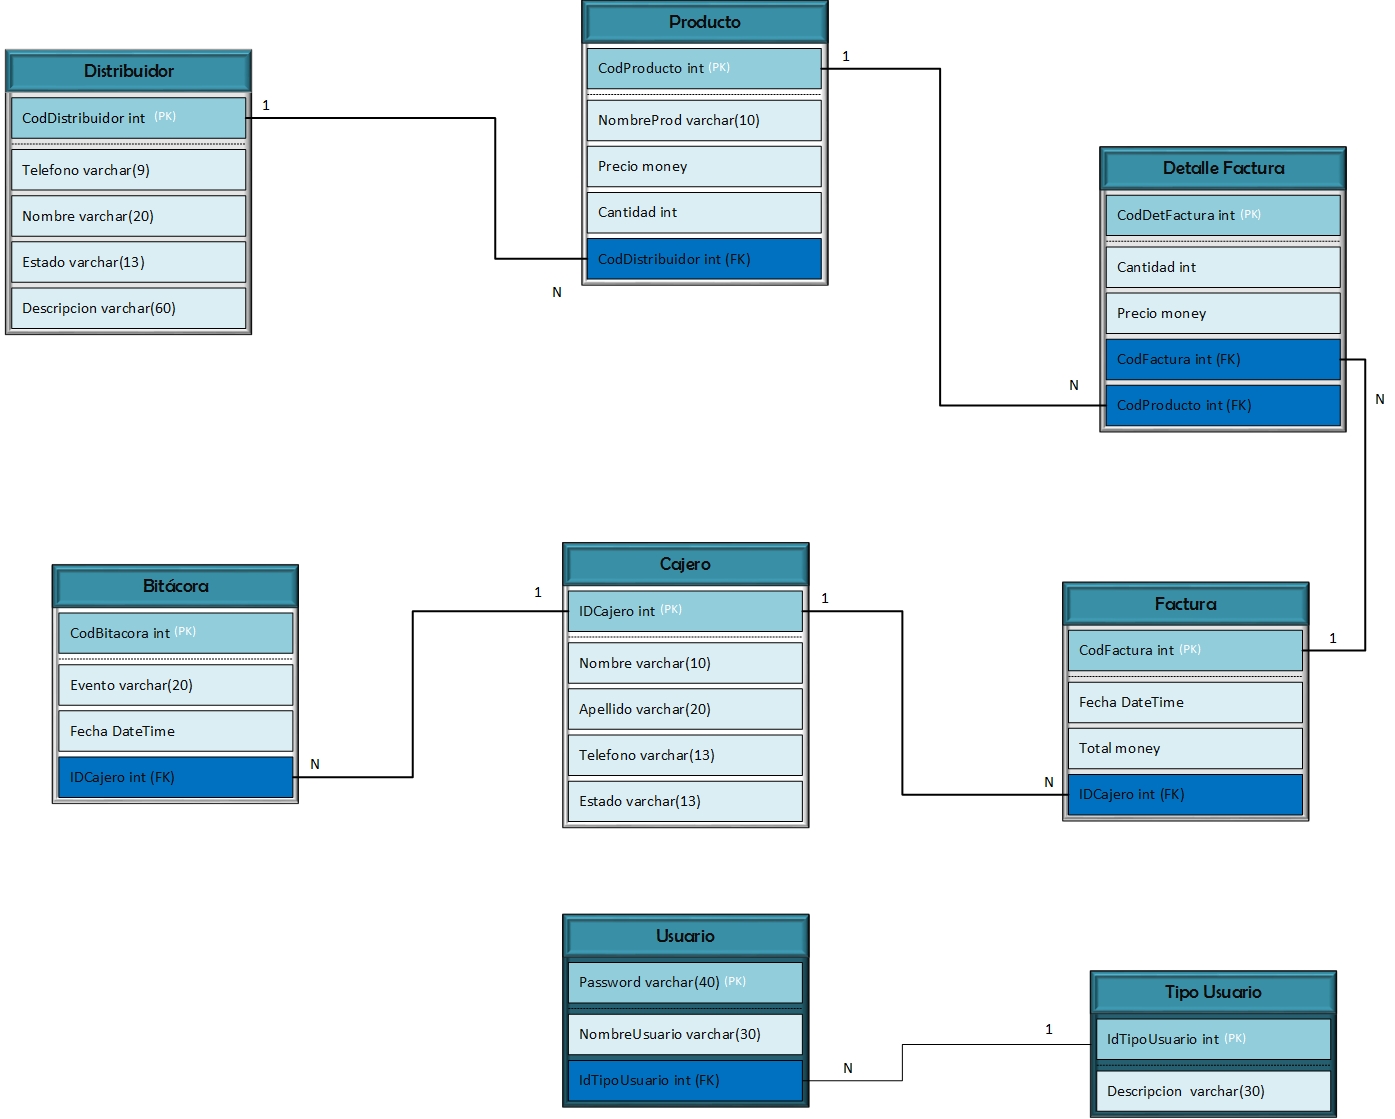 Producto
CodProducto int (PK)
NombreProd varchar(10)
Precio money
Cantidad int
CodDistribuidor int (FK)
1
N
Distribuidor
CodDistribuidor int (PK)
Telefono varchar(9)
Nombre varchar(20)
Estado varchar(13)
Descripcion varchar(60)
1
Detalle Factura
CodDetFactura int (PK)
Cantidad int
Precio money
CodFactura int (FK)
CodProducto int (FK)
N
N
Bitácora
CodBitacora int (PK)
Evento varchar(20)
Fecha DateTime
IDCajero int (FK)
N
1
Cajero
IDCajero int (PK)
Nombre varchar(10)
Apellido varchar(20)
Telefono varchar(13)
Estado varchar(13)
1
Factura
CodFactura int (PK)
Fecha DateTime
Total money
IDCajero int (FK)
1
N
Usuario
Password varchar(40) (PK)
NombreUsuario varchar(30)
IdTipoUsuario int (FK)
N
1
Tipo Usuario
IdTipoUsuario int (PK)
Descripcion varchar(30)